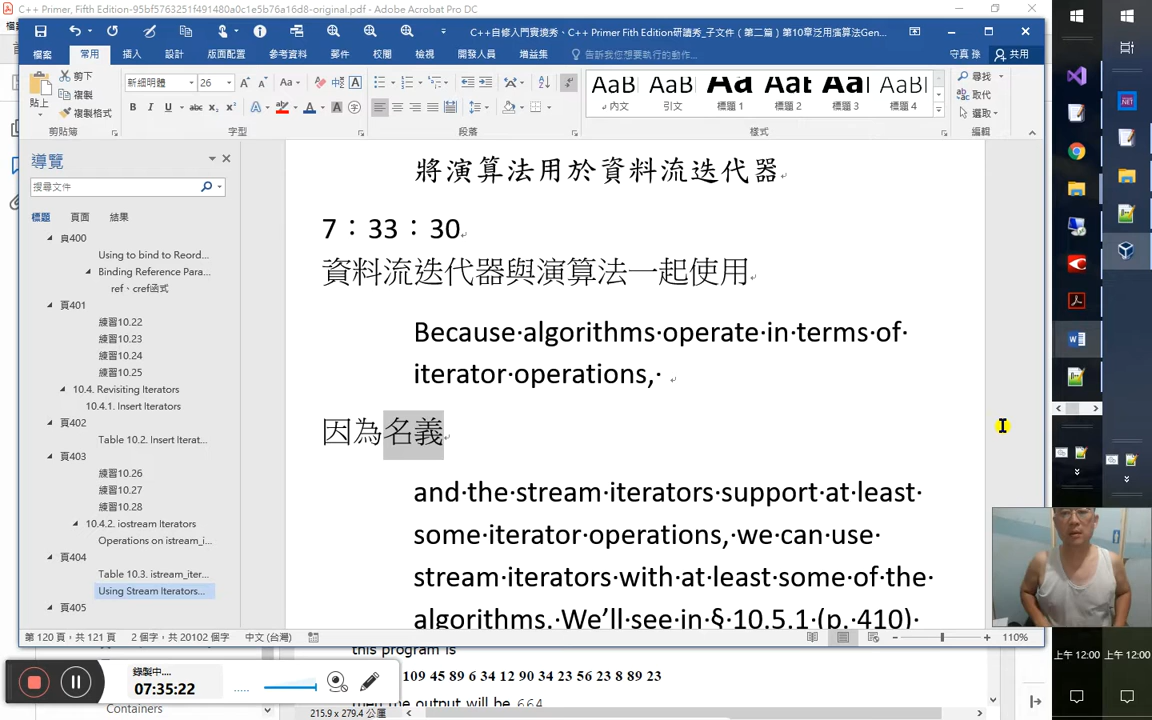 C++ Primer, Fifth Edition-95bf5763251f491480a0c1e5b76a16d8-original.pdf - Adobe Acrobat Pro DC
C++自修入門實境秀、C++ Primer Fifth Edition研讀秀_子文件（第二篇）第10章泛用演算法Gen...
檔案
常用
插入
設計
版面配置
參考資料
郵件
校閱
檢視
開發人員
增益集
告訴我您想要執行的動作
守真 孫
共用
貼上
剪下
複製
複製格式
新細明體
26
剪貼簿
字型
段落
AaB
AaB
Aa
Aat
Aal
AaBl
內文
引文
標題 1
標題 2
標題 3
標題 4
樣式
尋找
取代
選取
編輯
導覽
搜尋文件
標題
頁面
結果
頁400
Using to bind to Reord...
Binding Reference Para...
ref、cref函式
頁401
練習10.22
練習10.23
練習10.24
練習10.25
10.4. Revisiting Iterators
10.4.1. Insert Iterators
頁402
Table 10.2. Insert Iterat...
頁403
練習10.26
練習10.27
練習10.28
10.4.2. iostream Iterators
Operations on istream_i...
頁404
Table 10.3. istream_iter...
Using Stream Iterators...
頁405
將演算法用於資料流迭代器
7：33：30
資料流迭代器與演算法一起使用
Because algorithms operate in terms of
iterator operations,
因為名義
and the stream iterators support at least
some iterator operations, we can use
stream iterators with at least some of the
algorithms. We'll see in § 10.5.1 (p. 410)
第 120 頁，共 121 頁
2 個字，共 20102 個字
中文 (台灣)
110%
this program is
109 45 89 6 34 12 90 34 23 56 23 8 89 23
then the output will be 664
215.9 x 279.4 公厘
Containers
錄製中....
07:35:22
上午 12:00
上午 12:00